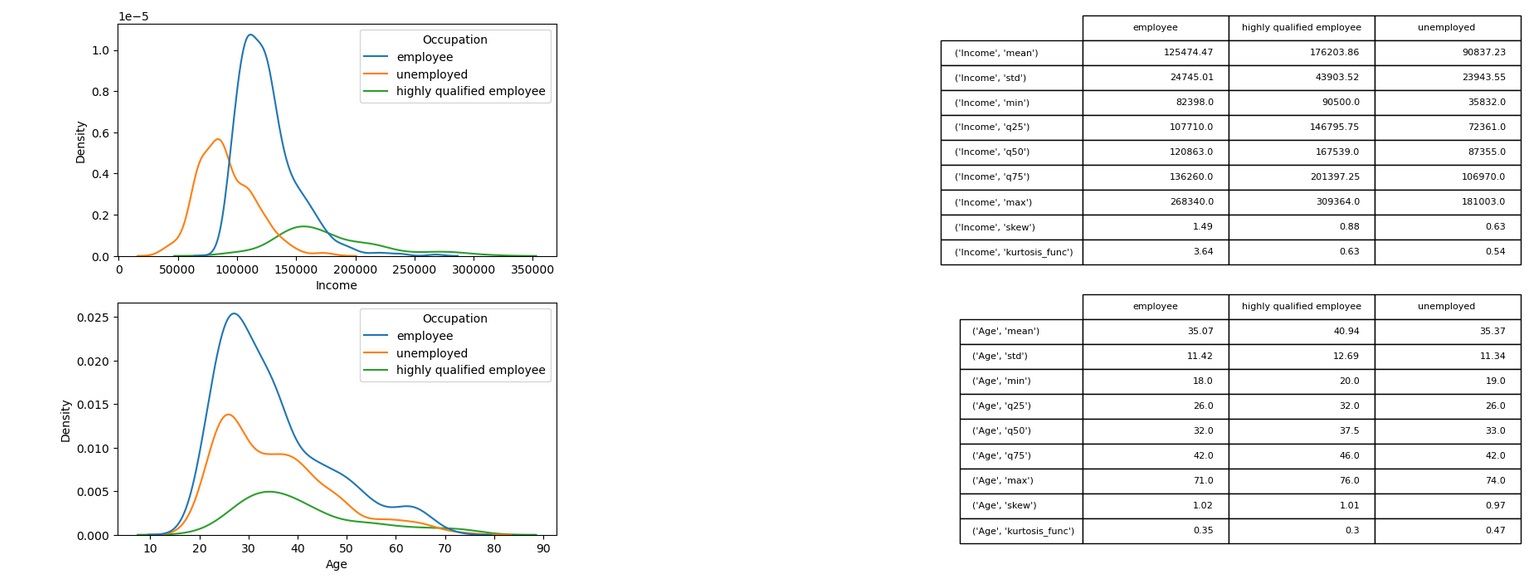 1e−5
1.0
0.8
0.6
0.4
0.2
0.0
Density
Occupation
employee
unemployed
highly qualified employee
0 50000 100000 150000 200000 250000 300000 350000
Income
employee highly qualified employee unemployed
('Income', 'mean') 125474.47 176203.86 90837.23
('Income', 'std') 24745.01 43903.52 23943.55
('Income', 'min') 82398.0 90500.0 35832.0
('Income', 'q25') 107710.0 146795.75 72361.0
('Income', 'q50') 120863.0 167539.0 87355.0
('Income', 'q75') 136260.0 201397.25 106970.0
('Income', 'max') 268340.0 309364.0 181003.0
('Income', 'skew') 1.49 0.88 0.63
('Income', 'kurtosis_func') 3.64 0.63 0.54
0.025
0.020
0.015
0.010
0.005
0.000
Density
Occupation
employee
unemployed
highly qualified employee
10 20 30 40 50 60 70 80 90
Age
employee highly qualified employee unemployed
('Age', 'mean') 35.07 40.94 35.37
('Age', 'std') 11.42 12.69 11.34
('Age', 'min') 18.0 20.0 19.0
('Age', 'q25') 26.0 32.0 26.0
('Age', 'q50') 32.0 37.5 33.0
('Age', 'q75') 42.0 46.0 42.0
('Age', 'max') 71.0 76.0 74.0
('Age', 'skew') 1.02 1.01 0.97
('Age', 'kurtosis_func') 0.35 0.3 0.47